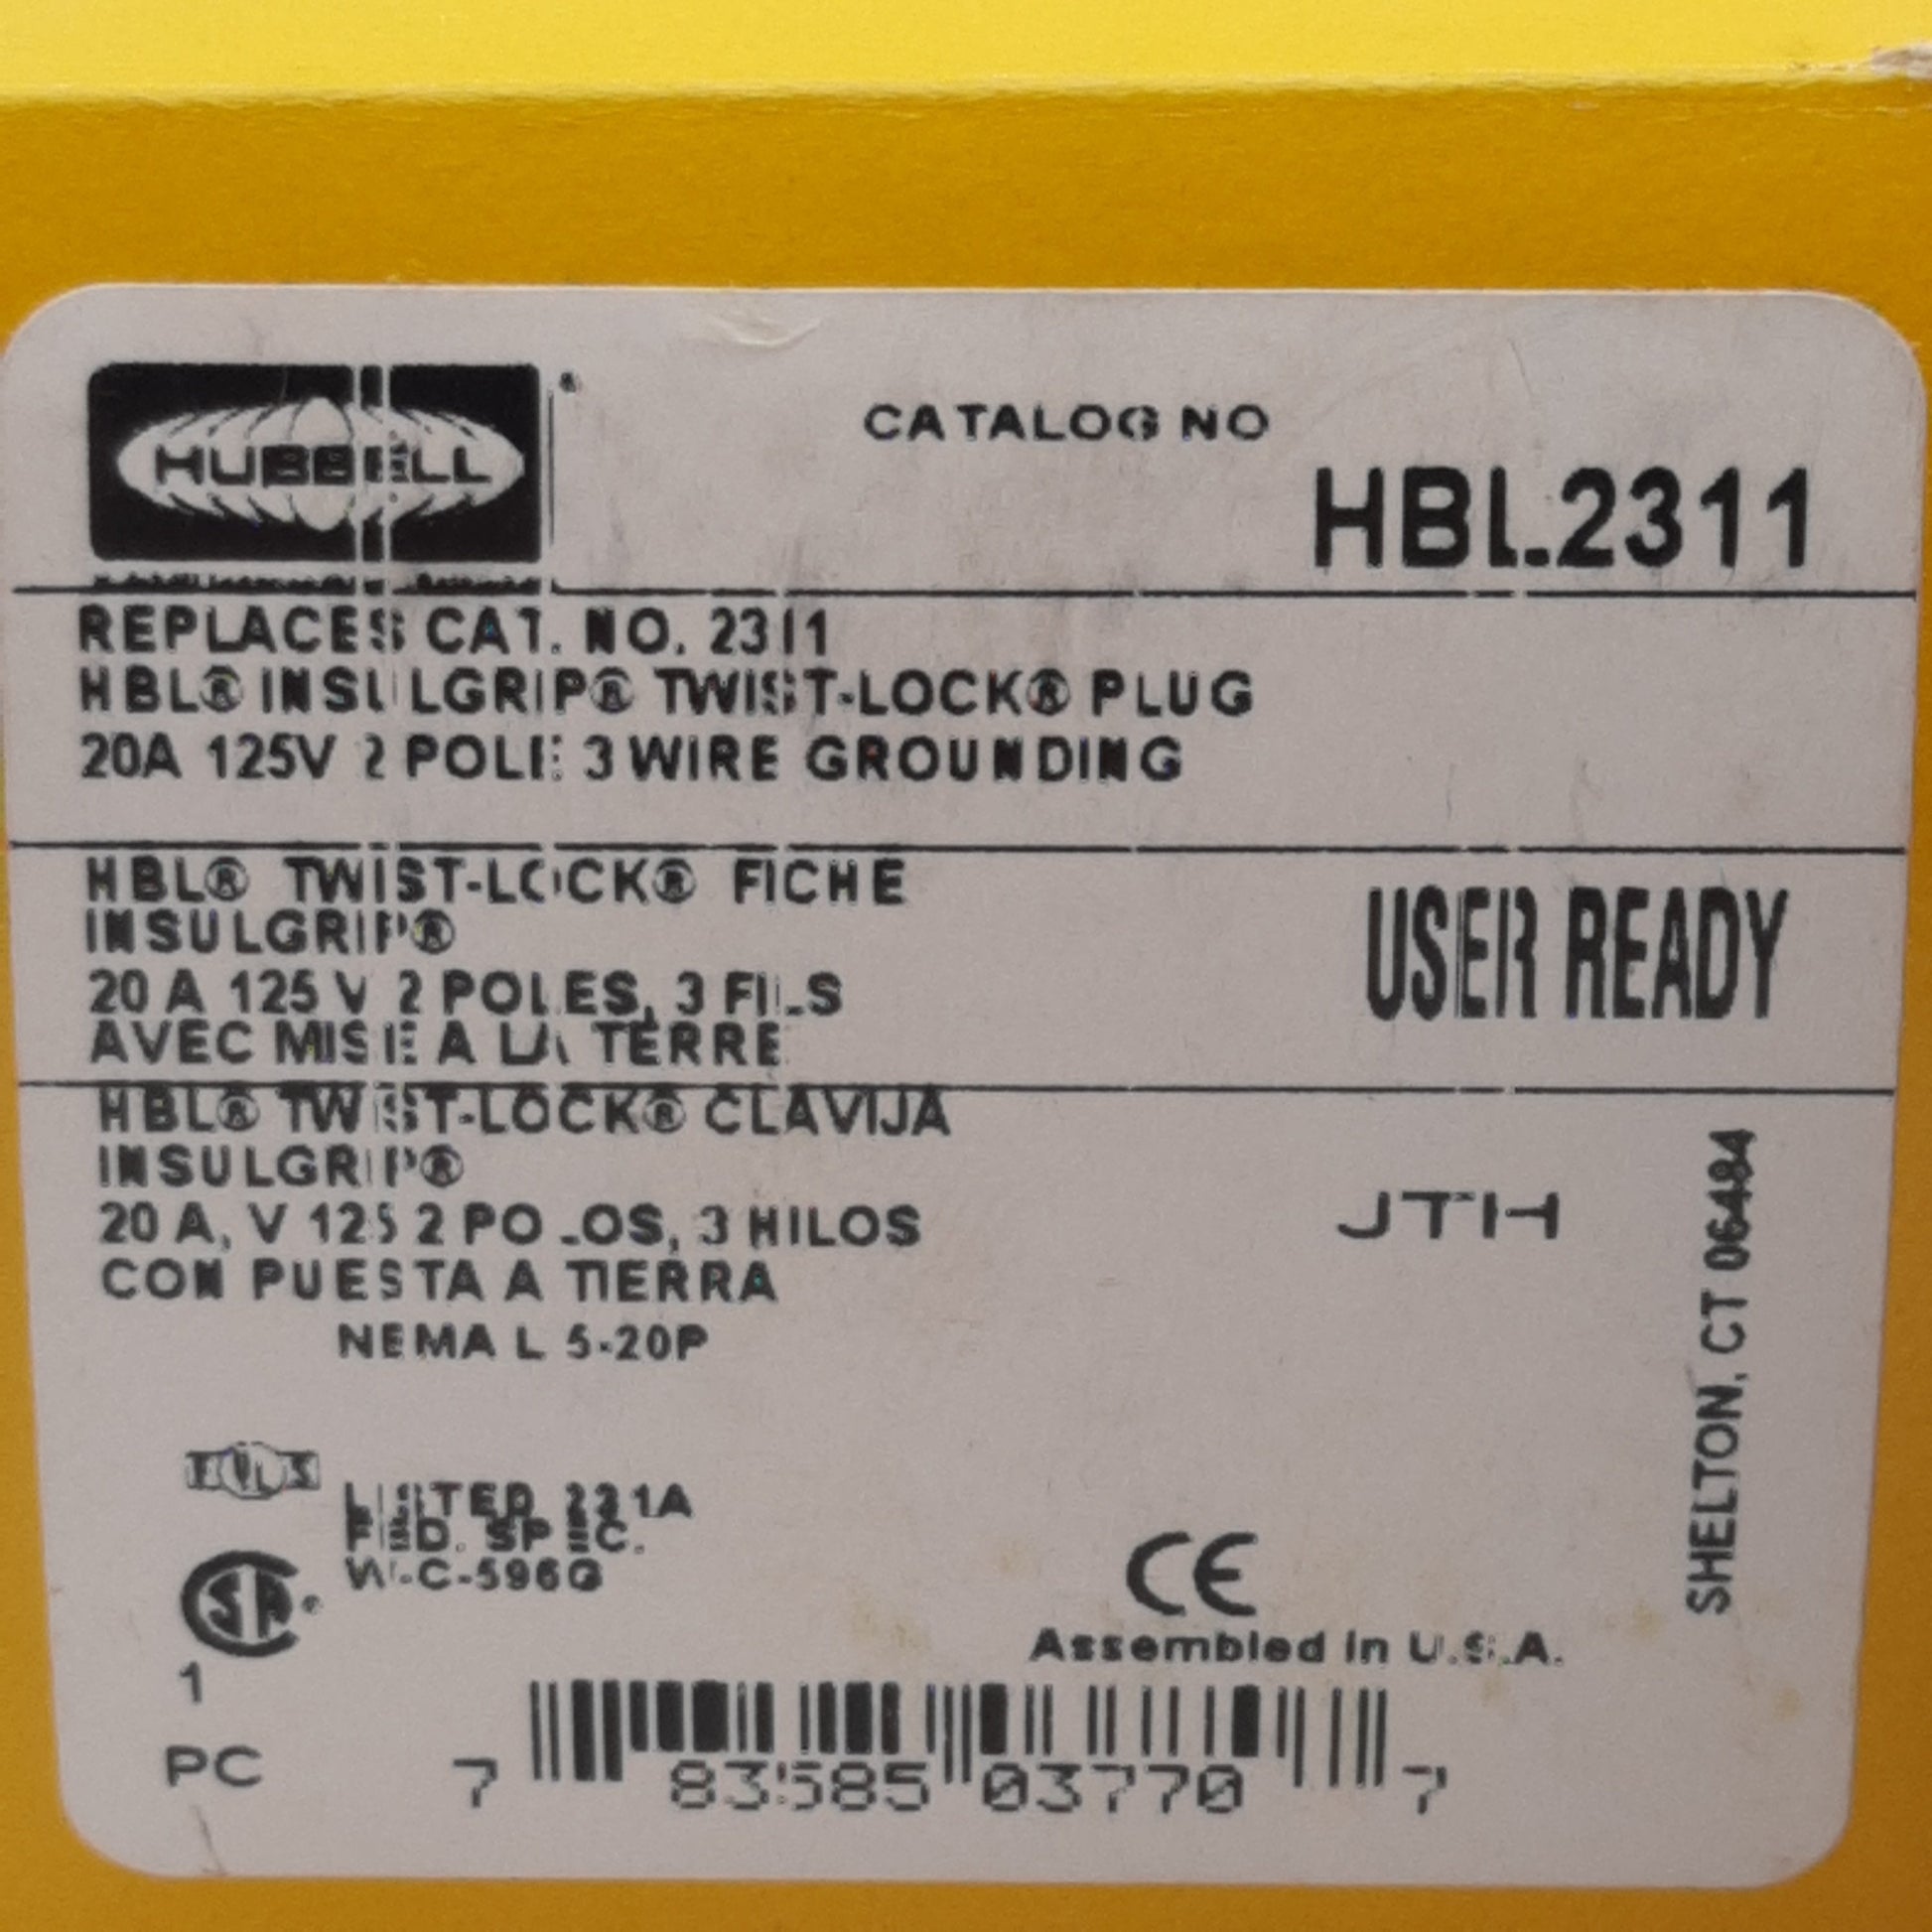 HUBBELL
CATALOG NO
HBL2311
REPLACES CAT. NO. 2311
HBL® INSULGRIP® TWIST-LOCK® PLUG
20A 125V 2 POLE 3 WIRE GROUNDING
HBL® TWIST-LOCK® FICHE
INSULGRIP®
20 A 125 V 2 POLES, 3 FILS
AVEC MISE A LA TERRE
USER READY
HBL® TWIST-LOCK® CLAVIJA
INSULGRIP®
20 A, V 125 2 POLOS, 3 HILOS
CON PUESTA A TIERRA
NEMA L 5-20P
JTH
SHELTON, CT 06484
LISTED 221A
FED. SPEC.
W-C-596G
CE
Assembled in U.S.A.
1
PC
7 83585 03770 7